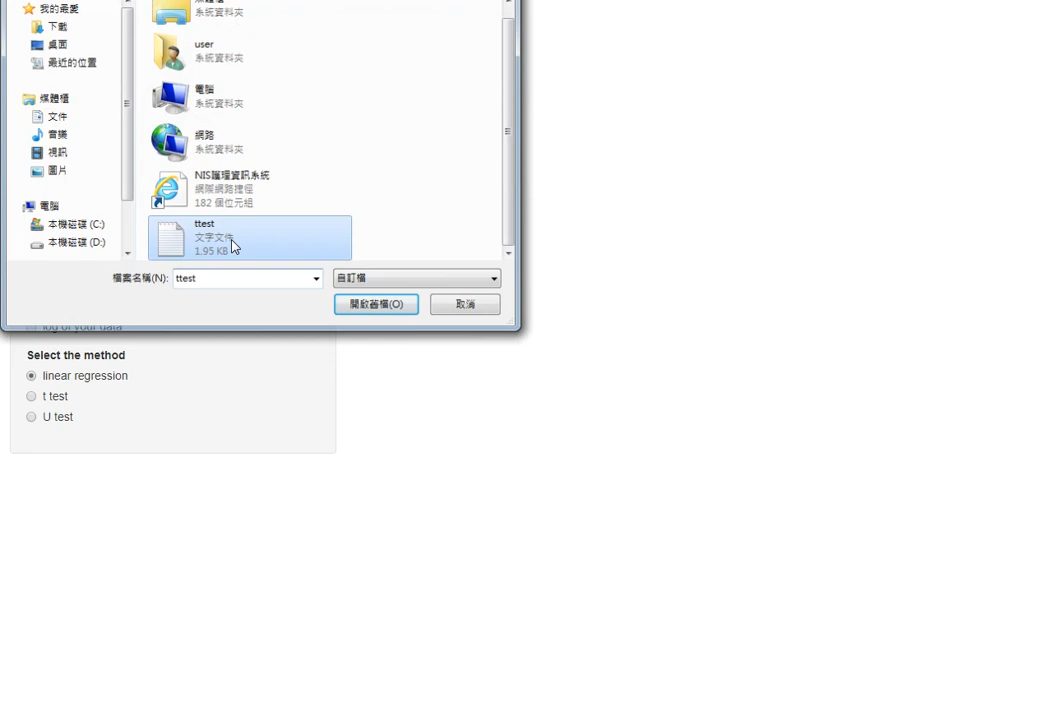 我的最愛
下載
桌面
最近的位置
媒體櫃
文件
音樂
視訊
圖片
電腦
本機磁碟 (C:)
本機磁碟 (D:)
系統資料夾
user
系統資料夾
電腦
系統資料夾
網路
系統資料夾
NIS護理資訊系統
網際網路捷徑
182 個位元組
ttest
文字文件
1.95 KB
檔案名稱(N):
ttest
自訂檔
開啟舊檔(O)
取消
log of your data
Select the method
linear regression
t test
U test